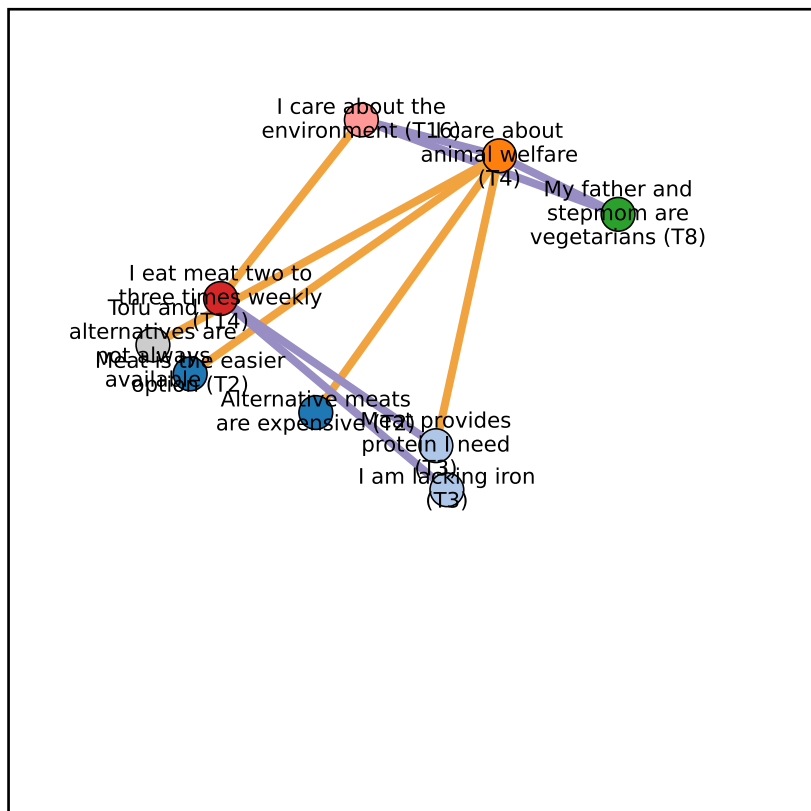 I care about the
environment (T16)
I care about
animal welfare
(T4)
My father and
stepmom are
vegetarians (T8)
I eat meat two to
three times weekly
(T14)
Tofu and
alternatives are
not always
available
Meat is the easier
option (T2)
Alternative meats
are expensive (T2)
Meat provides
protein I need
(T3)
I am lacking iron
(T3)